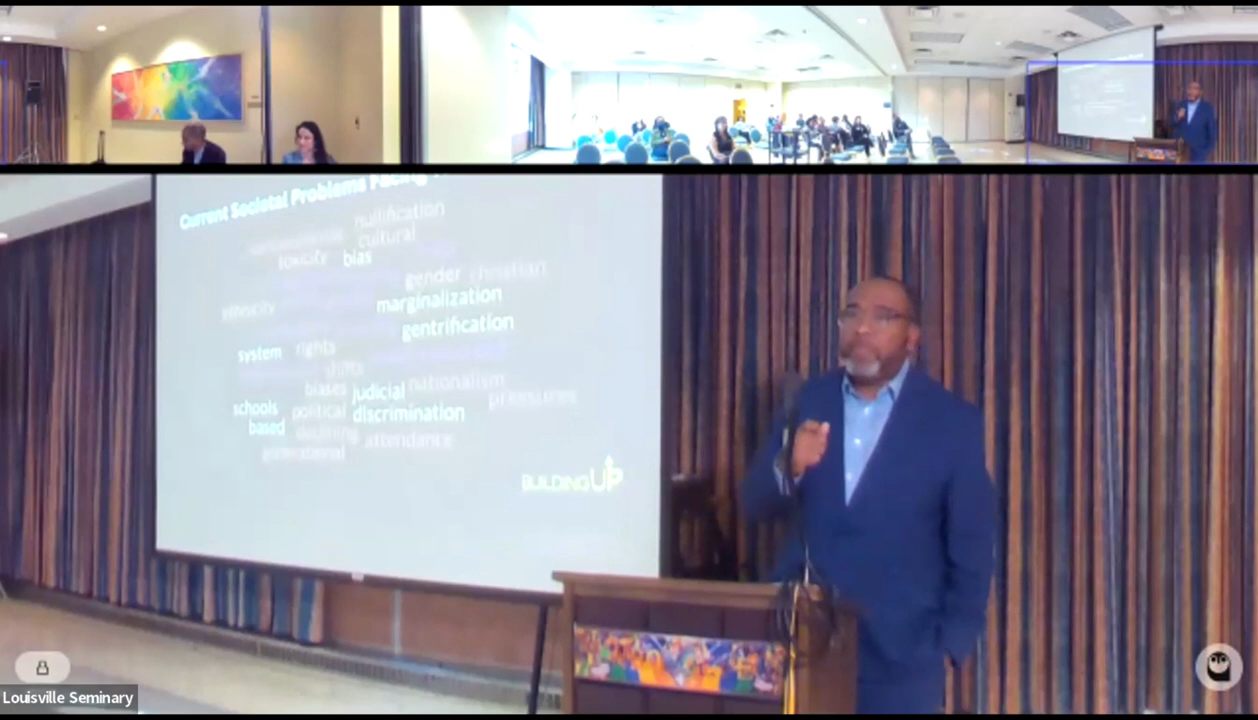 Current Societal Problems Facing
nullification
cultural
toxicity bias
gender christian
ethnicity marginalization
gentrification
system rights
shifts
biases judicial nationalism
schools political discrimination pressures
based declining attendance
generational
BUILDING UP
Louisville Seminary